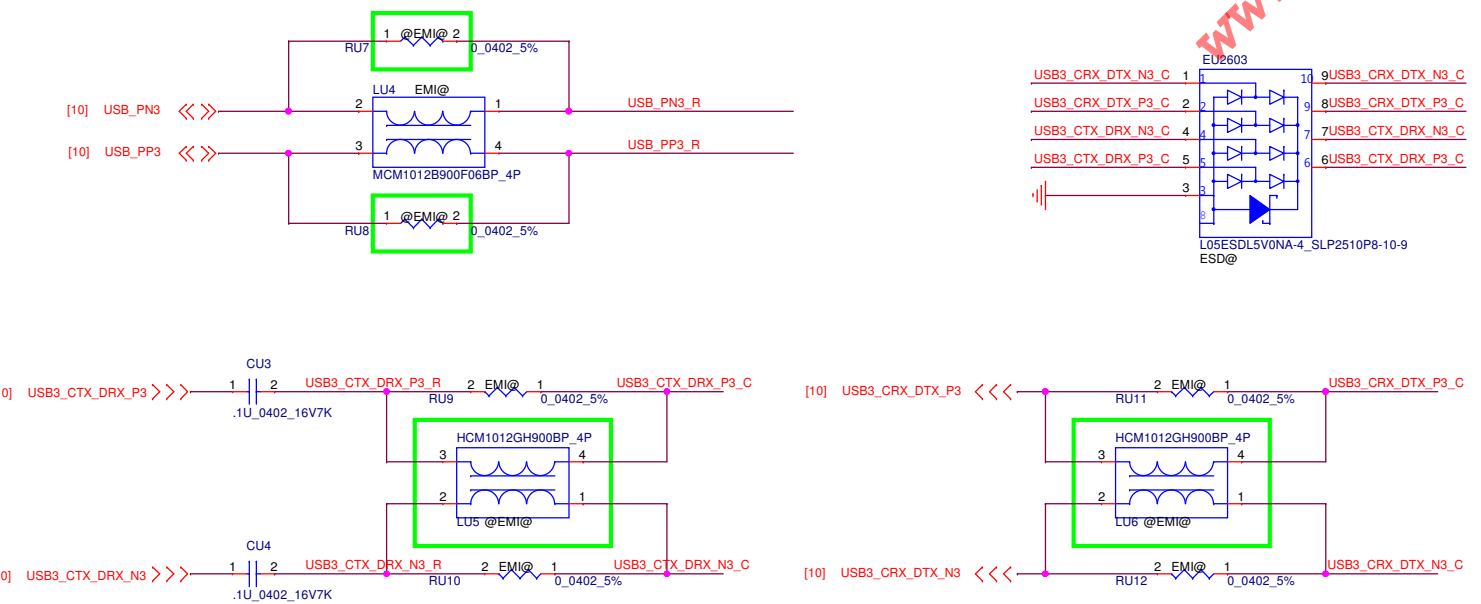 1 @EMI@ 2
RU7 0_0402_5%
LU4 EMI@
[10] USB_PN3 2 1 USB_PN3_R
[10] USB_PP3 3 4 USB_PP3_R
MCM1012B900F06BP_4P
1 @EMI@ 2
RU8 0_0402_5%
www
EU2603
USB3_CRX_DTX_N3_C 1 1 10 9 USB3_CRX_DTX_N3_C
USB3_CRX_DTX_P3_C 2 2 9 8 USB3_CRX_DTX_P3_C
USB3_CTX_DRX_N3_C 4 4 7 7 USB3_CTX_DRX_N3_C
USB3_CTX_DRX_P3_C 5 5 6 6 USB3_CTX_DRX_P3_C
3 3
8
L05ESDL5V0NA-4_SLP2510P8-10-9
ESD@
CU3
0] USB3_CTX_DRX_P3 1 2 USB3_CTX_DRX_P3_R 2 EMI@ 1 USB3_CTX_DRX_P3_C
.1U_0402_16V7K RU9 0_0402_5%
HCM1012GH900BP_4P
3 4
2 1
LU5 @EMI@
CU4
0] USB3_CTX_DRX_N3 1 2 USB3_CTX_DRX_N3_R 2 EMI@ 1 USB3_CTX_DRX_N3_C
.1U_0402_16V7K RU10 0_0402_5%
[10] USB3_CRX_DTX_P3 2 EMI@ 1 USB3_CRX_DTX_P3_C
RU11 0_0402_5%
HCM1012GH900BP_4P
3 4
2 1
LU6 @EMI@
[10] USB3_CRX_DTX_N3 2 EMI@ 1 USB3_CRX_DTX_N3_C
RU12 0_0402_5%